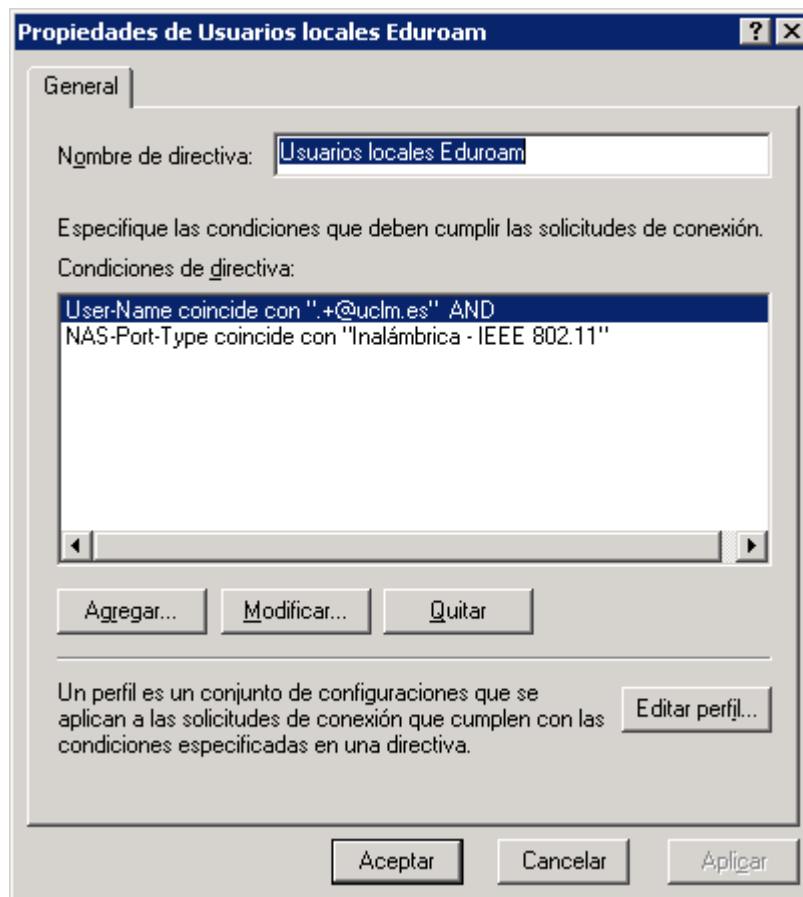 Propiedades de Usuarios locales Eduroam
General
Nombre de directiva: Usuarios locales Eduroam
Especifique las condiciones que deben cumplir las solicitudes de conexión.
Condiciones de directiva:
User-Name coincide con ".+@uclm.es" AND
NAS-Port-Type coincide con "Inalámbrica - IEEE 802.11"
Agregar... Modificar... Quitar
Un perfil es un conjunto de configuraciones que se
aplican a las solicitudes de conexión que cumplen con las
condiciones especificadas en una directiva.
Editar perfil...
Aceptar Cancelar Aplicar